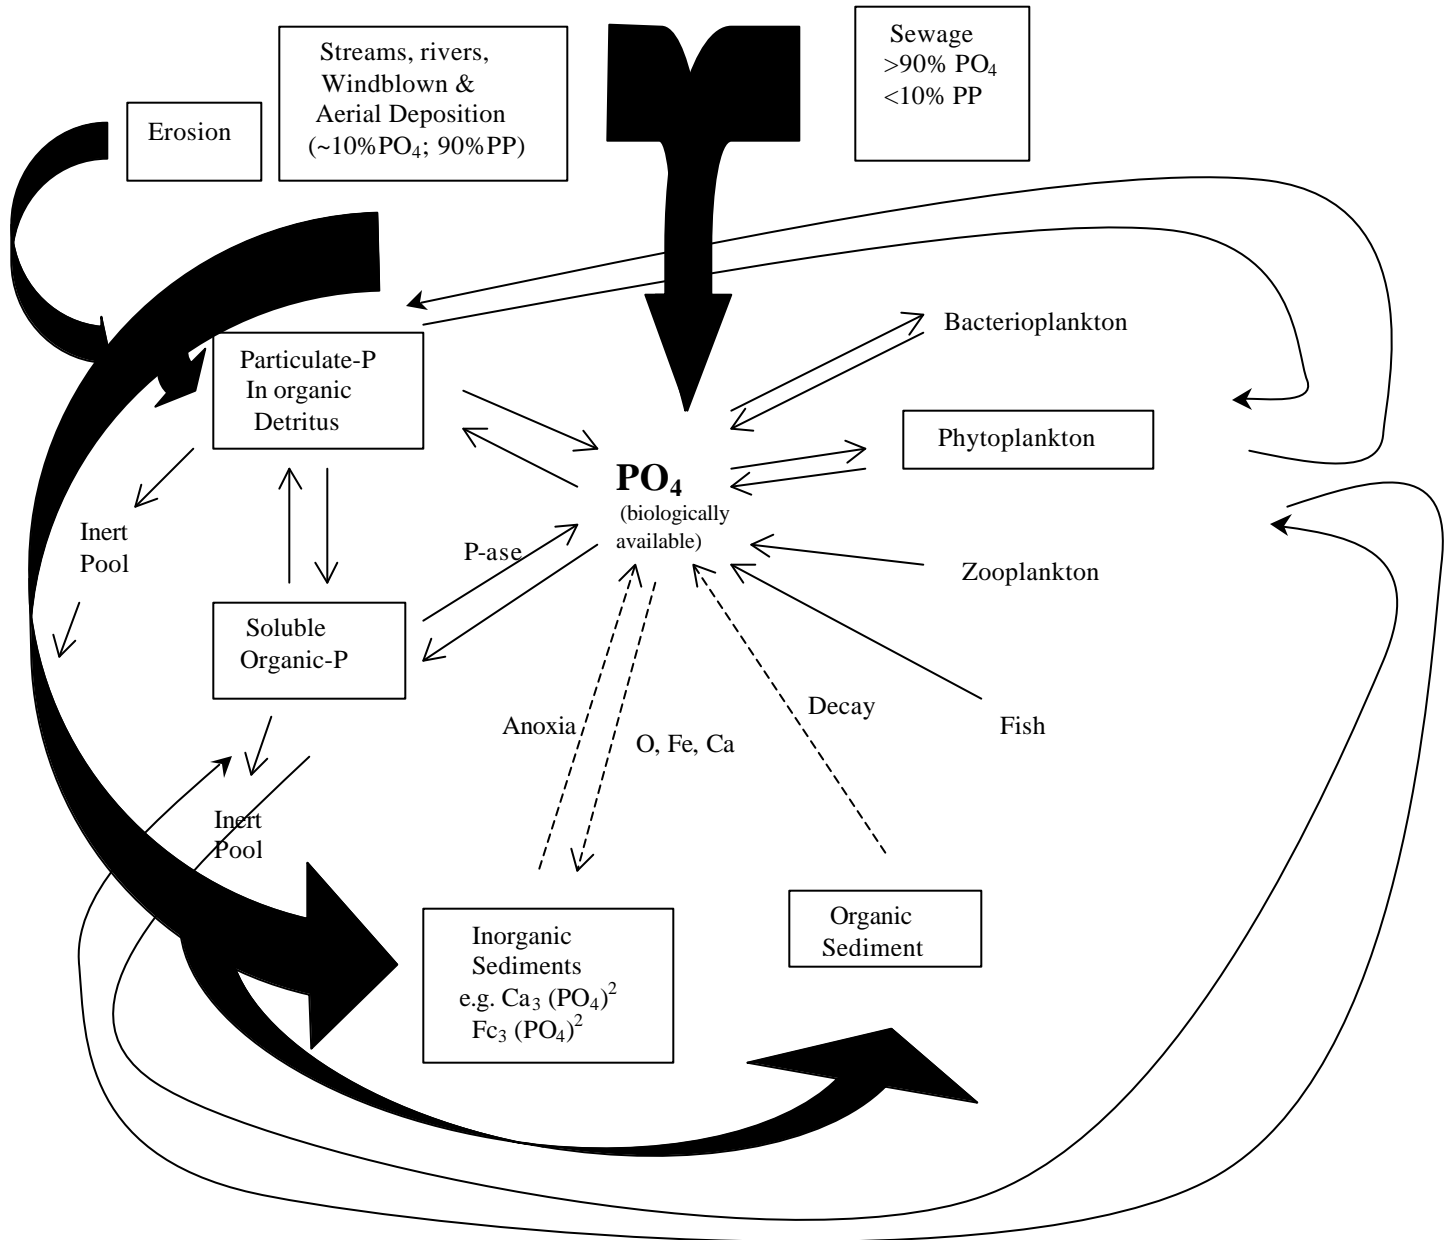 Streams, rivers,
Windblown &
Aerial Deposition
(~10%PO₄; 90%PP)
Sewage
>90% PO₄
<10% PP
Erosion
Bacterioplankton
Particulate-P
In organic
Detritus
Phytoplankton
PO₄
(biologically
available)
Inert
Pool
P-ase
Zooplankton
Soluble
Organic-P
Decay
Anoxia
O, Fe, Ca
Fish
Inert
Pool
Inorganic
Sediments
e.g. Ca₃ (PO₄)²
Fc₃ (PO₄)²
Organic
Sediment